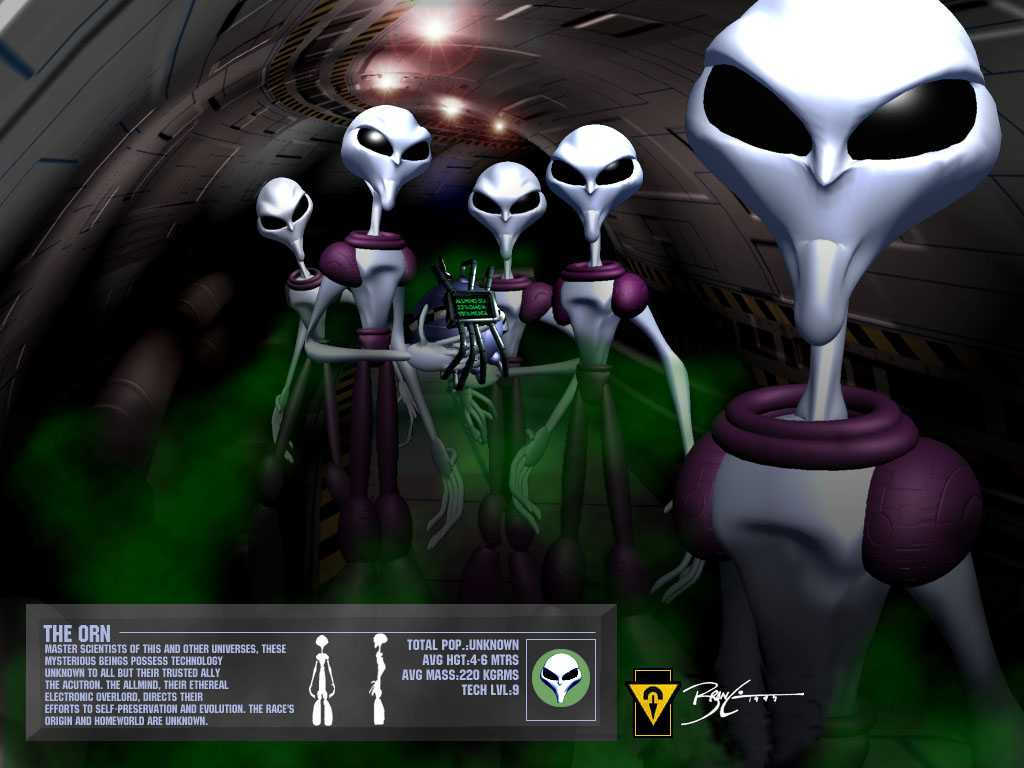 THE ORN
MASTER SCIENTISTS OF THIS AND OTHER UNIVERSES, THESE
MYSTERIOUS BEINGS POSSESS TECHNOLOGY
UNKNOWN TO ALL BUT THEIR TRUSTED ALLY
THE ACUTRON. THE ALLMIND, THEIR ETHEREAL
ELECTRONIC OVERLORD, DIRECTS THEIR
EFFORTS TO SELF-PRESERVATION AND EVOLUTION. THE RACE'S
ORIGIN AND HOMEWORLD ARE UNKNOWN.
TOTAL POP.:UNKNOWN
AVG HGT:4-6 MTRS
AVG MASS:220 KGRMS
TECH LVL:9